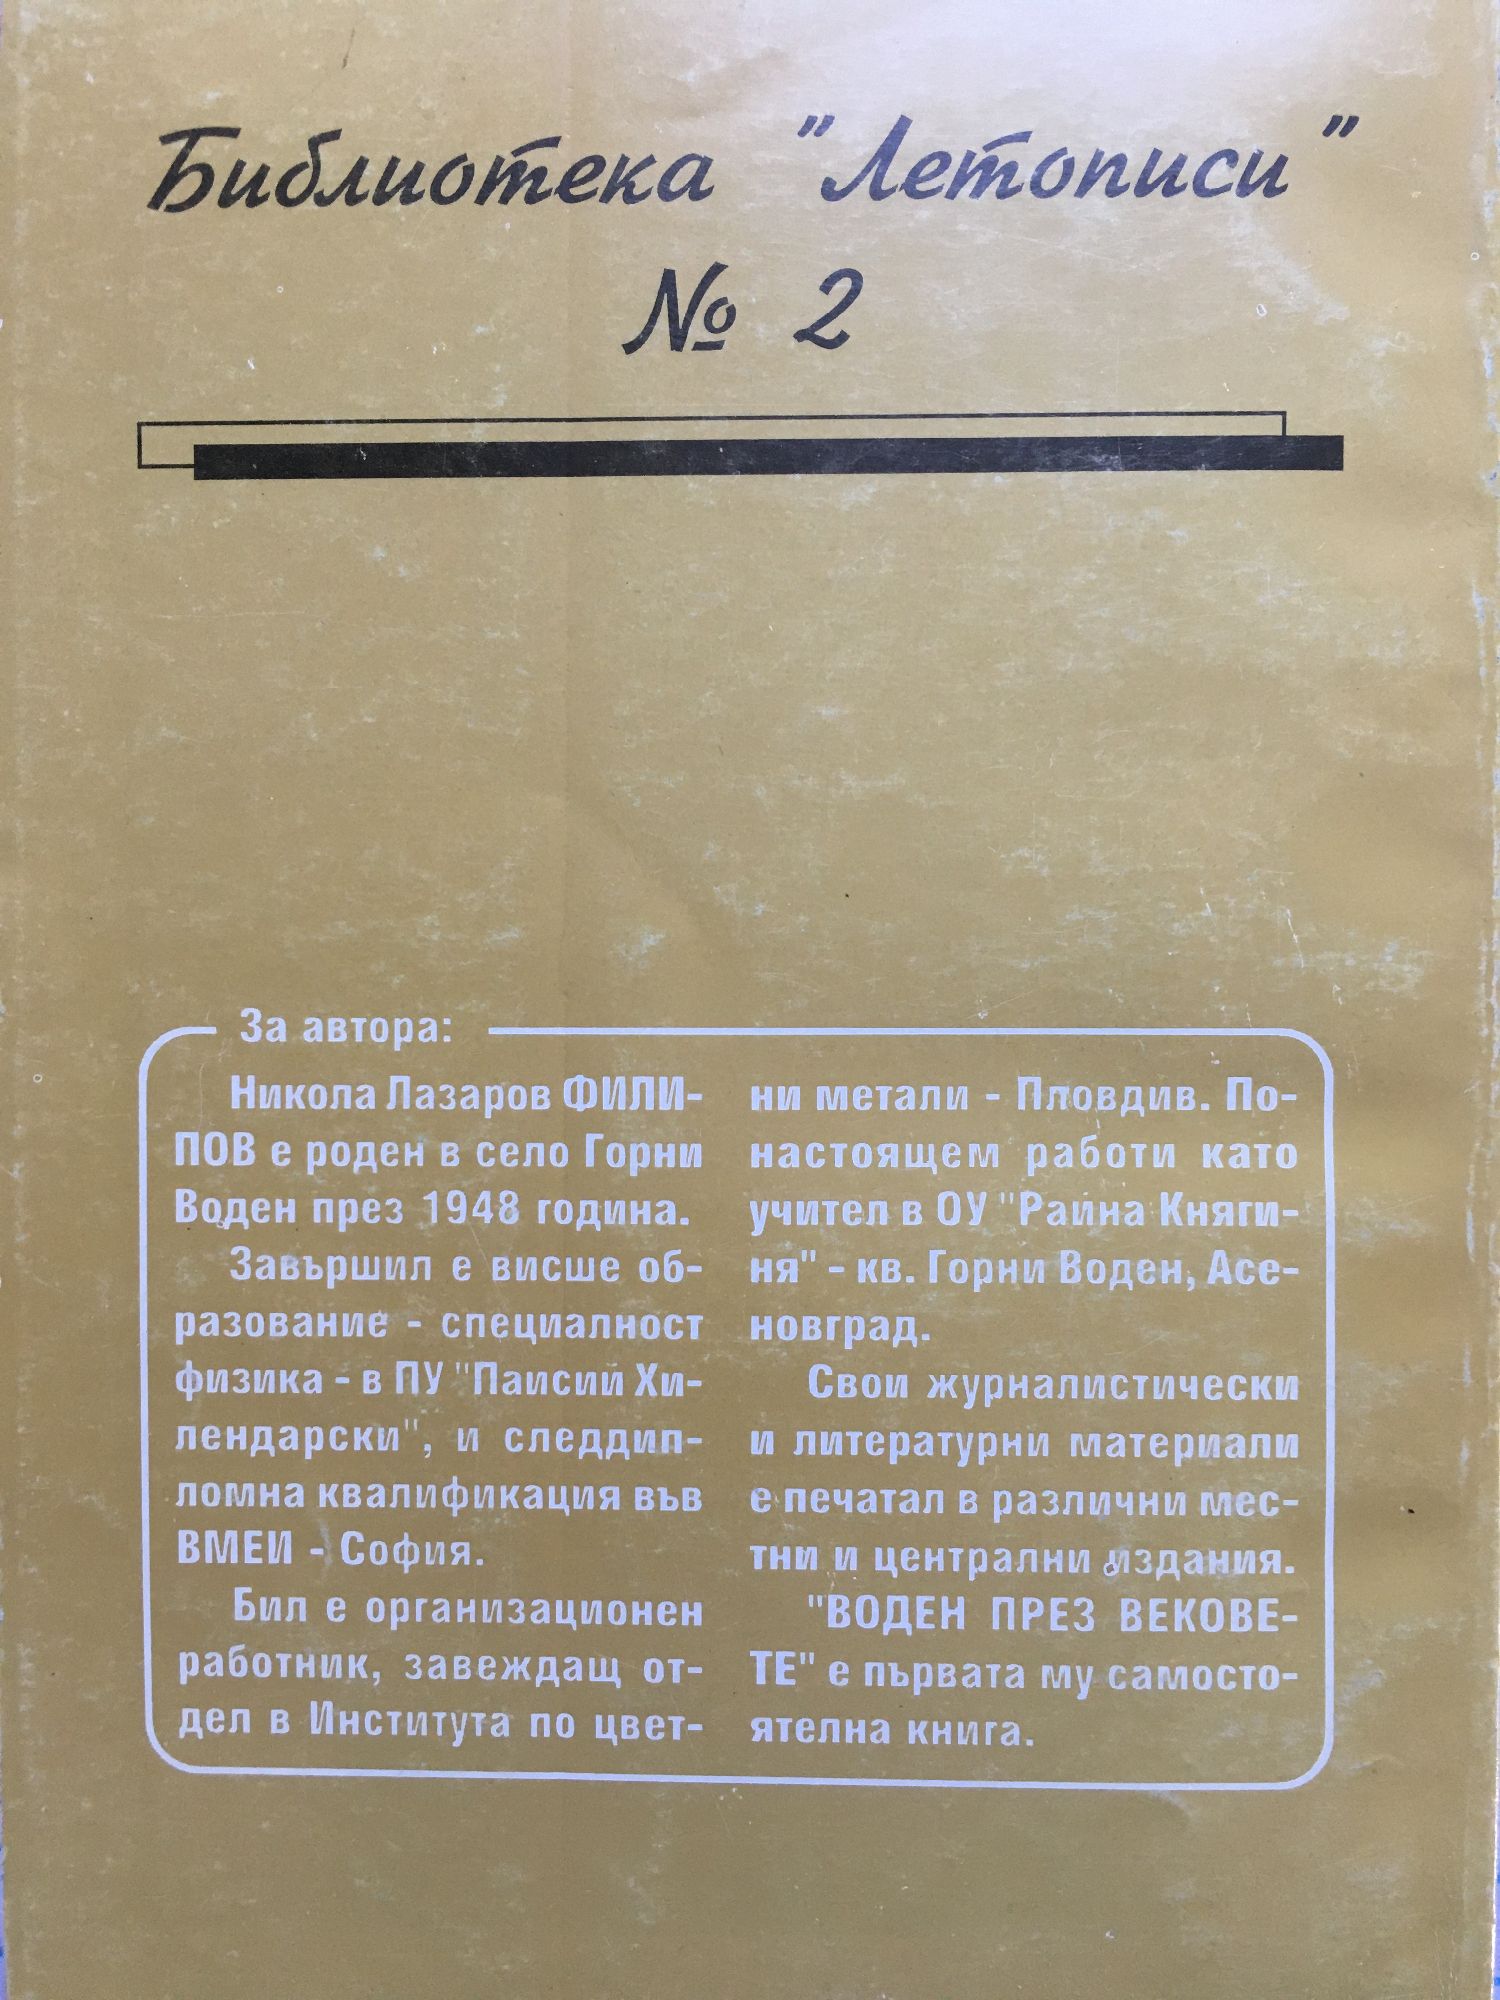 Библиотека "Летописи"
№ 2
За автора:
Никола Лазаров ФИЛИ-
ПОВ е роден в село Горни
Воден през 1948 година.
Завършил е висше об-
разование - специалност
физика - в ПУ "Паисий Хи-
лендарски", и следдип-
ломна квалификация във
ВМЕИ - София.
Бил е организационен
работник, завеждащ от-
дел в Института по цвет-
ни метали - Пловдив. По-
настоящем работи като
учител в ОУ "Райна Княги-
ня" - кв. Горни Воден, Асе-
новград.
Свои журналистически
и литературни материали
е печатал в различни мес-
тни и централни издания.
"ВОДЕН ПРЕЗ ВЕКОВЕ-
ТЕ" е първата му самосто-
ятелна книга.